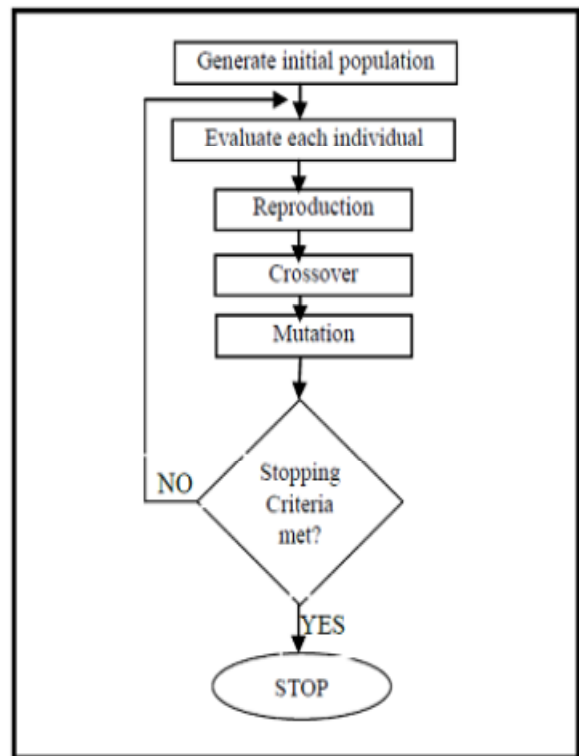 Generate initial population
Evaluate each individual
Reproduction
Crossover
Mutation
Stopping
Criteria
met?
NO
YES
STOP